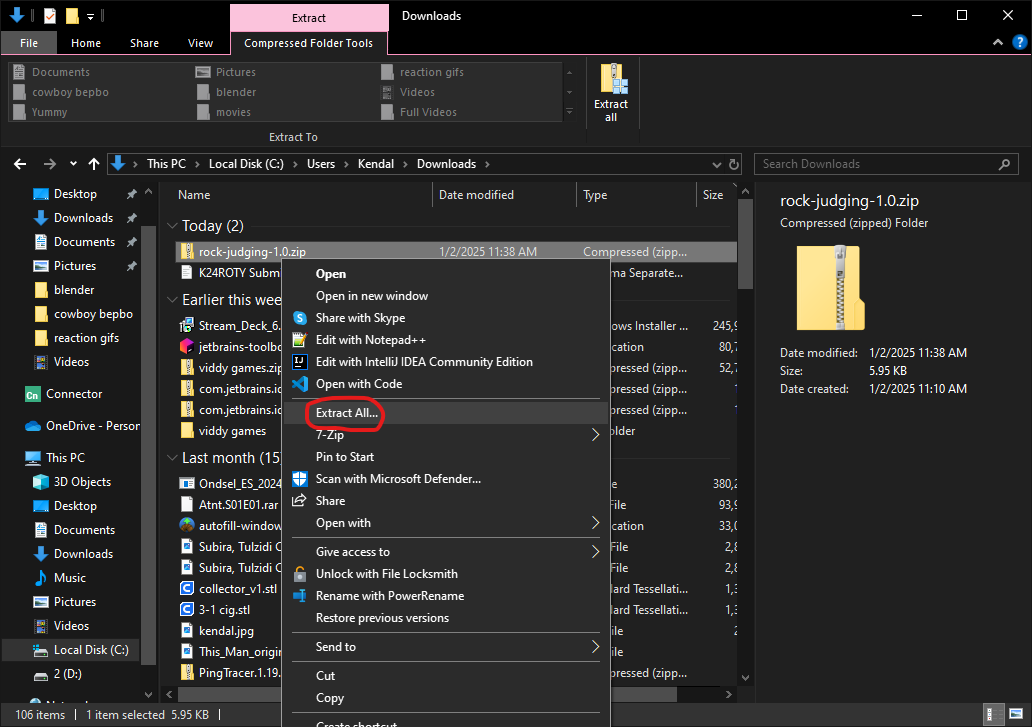 Extract
Downloads
File
Home
Share
View
Compressed Folder Tools
Documents
Pictures
reaction gifs
cowboy bepbo
blender
Videos
Yummy
movies
Full Videos
Extract To
Extract
all
This PC
Local Disk (C:)
Users
Kendal
Downloads
Search Downloads
Desktop
Downloads
Documents
Pictures
blender
cowboy bepbo
reaction gifs
Videos
Connector
OneDrive - Person
This PC
3D Objects
Desktop
Documents
Downloads
Music
Pictures
Videos
Local Disk (C:)
2 (D:)
Name
Date modified
Type
Size
Today (2)
rock-judging-1.0.zip
1/2/2025 11:38 AM
Compressed (zipp...
K24ROTY Subm
ma Separate...
Earlier this wee
Stream_Deck_6.
ows Installer ...
245,9
jetbrains-toolbo
cation
80,7
viddy games.zip
ompressed (zipp...
52,7
com.jetbrains.ic
ompressed (zipp...
com.jetbrains.ic
ompressed (zipp...
viddy games
older
Last month (15
Ondsel_ES_2024
le
380,2
Atnt.S01E01.rar
File
93,9
autofill-window
cation
33,0
Subira, Tulzidi C
File
2,8
Subira, Tulzidi C
File
2,8
collector_v1.stl
lard Tessellati...
1,3
3-1 cig.stl
lard Tessellati...
1,3
kendal.jpg
ile
2
This_Man_origin
ile
PingTracer.1.19.
ompressed (zipp...
Open
Open in new window
Share with Skype
Edit with Notepad++
Edit with IntelliJ IDEA Community Edition
Open with Code
Extract All...
7-Zip
Pin to Start
Scan with Microsoft Defender...
Share
Open with
Give access to
Unlock with File Locksmith
Rename with PowerRename
Restore previous versions
Send to
Cut
Copy
Create shortcut
rock-judging-1.0.zip
Compressed (zipped) Folder
Date modified: 1/2/2025 11:38 AM
Size: 5.95 KB
Date created: 1/2/2025 11:10 AM
106 items
1 item selected 5.95 KB